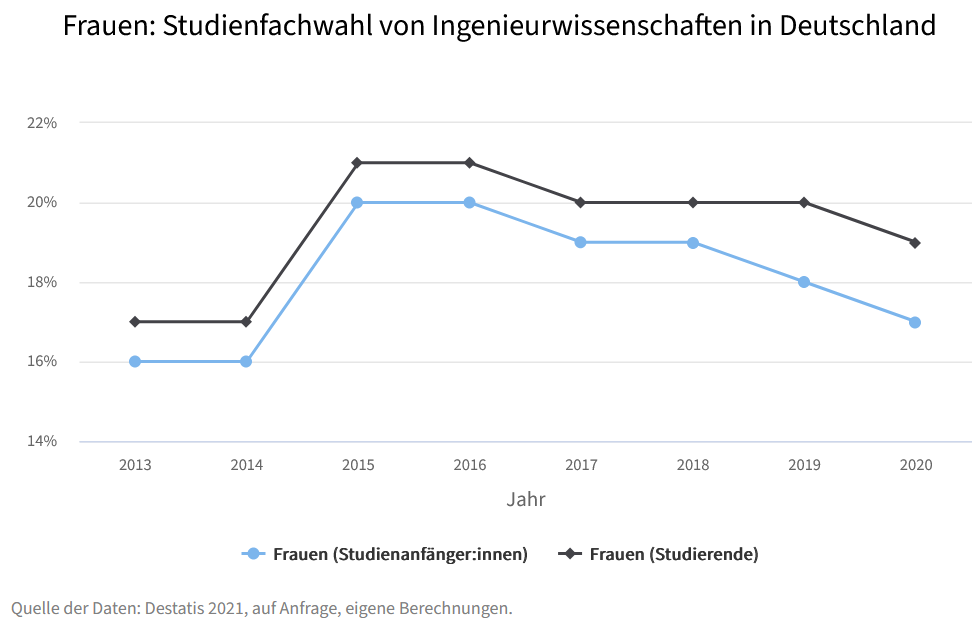 Frauen: Studienfachwahl von Ingenieurwissenschaften in Deutschland
22%
20%
18%
16%
14%
2013 2014 2015 2016 2017 2018 2019 2020
Jahr
Frauen (Studienanfänger:innen) Frauen (Studierende)
Quelle der Daten: Destatis 2021, auf Anfrage, eigene Berechnungen.